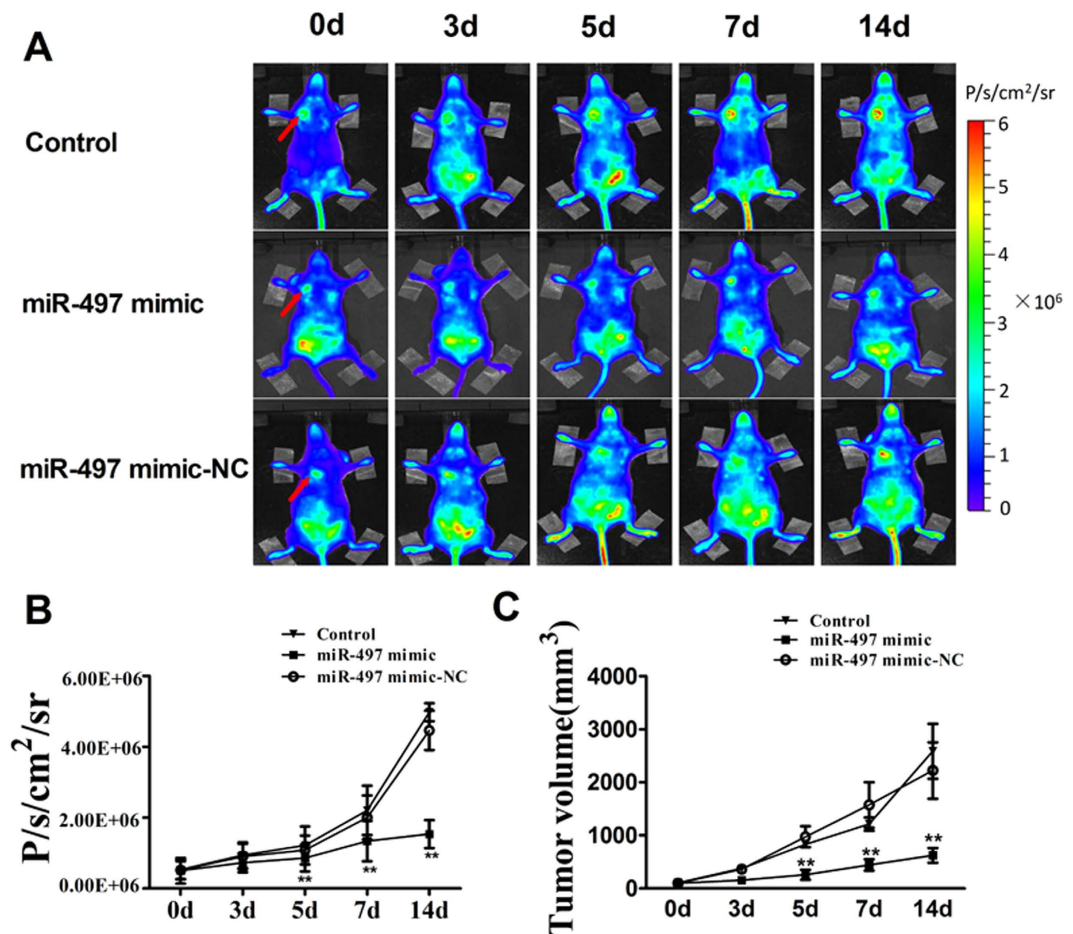 A
0d 3d 5d 7d 14d
Control
miR-497 mimic
miR-497 mimic-NC
P/s/cm²/sr
6
5
4
×10⁶
3
2
1
0
B
Control
miR-497 mimic
miR-497 mimic-NC
P/s/cm²/sr
6.00E+06
4.00E+06
2.00E+06
0.00E+06
** ** **
0d 3d 5d 7d 14d
C
Control
miR-497 mimic
miR-497 mimic-NC
Tumor volume(mm³)
4000
3000
2000
1000
0
** ** **
0d 3d 5d 7d 14d